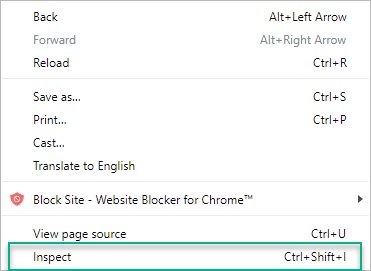 Back Alt+Left Arrow
Forward Alt+Right Arrow
Reload Ctrl+R
Save as... Ctrl+S
Print... Ctrl+P
Cast...
Translate to English
Block Site - Website Blocker for Chrome™
View page source Ctrl+U
Inspect Ctrl+Shift+I